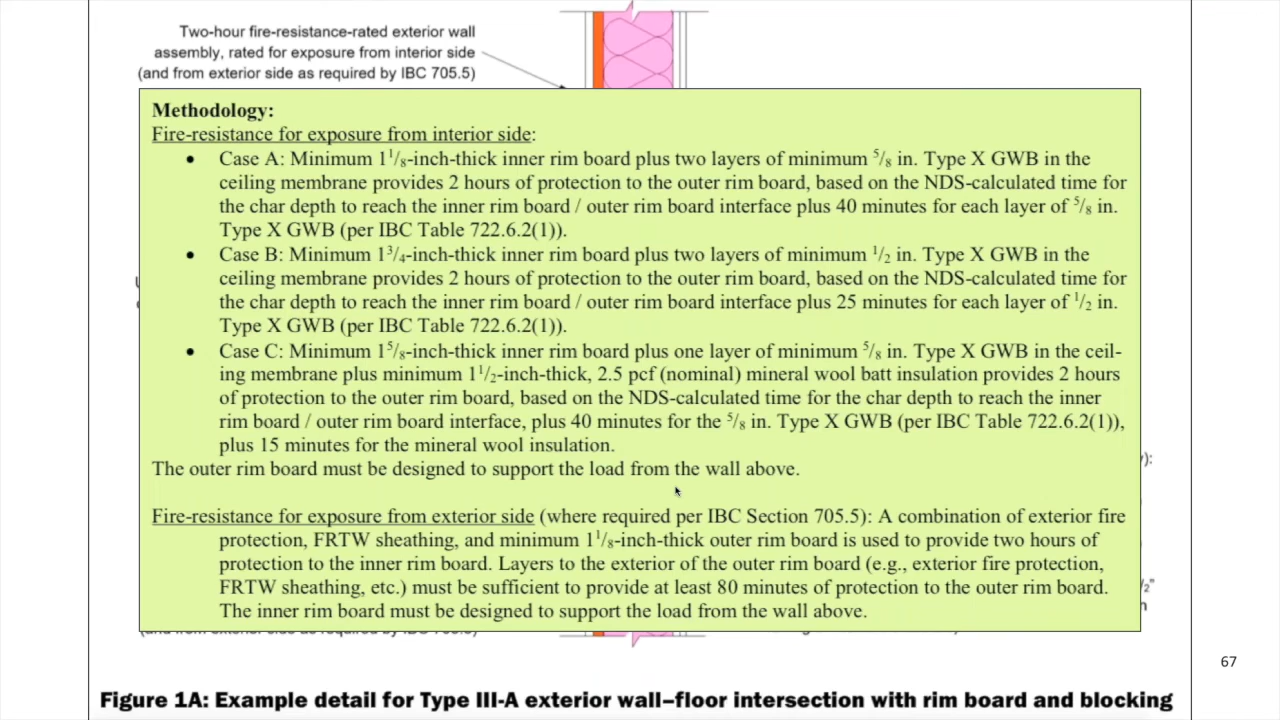 Two-hour fire-resistance-rated exterior wall
assembly, rated for exposure from interior side
(and from exterior side as required by IBC 705.5)
Methodology:
Fire-resistance for exposure from interior side:
• Case A: Minimum 1 1/8-inch-thick inner rim board plus two layers of minimum 5/8 in. Type X GWB in the
ceiling membrane provides 2 hours of protection to the outer rim board, based on the NDS-calculated time for
the char depth to reach the inner rim board / outer rim board interface plus 40 minutes for each layer of 5/8 in.
Type X GWB (per IBC Table 722.6.2(1)).
• Case B: Minimum 1 3/4-inch-thick inner rim board plus two layers of minimum 1/2 in. Type X GWB in the
ceiling membrane provides 2 hours of protection to the outer rim board, based on the NDS-calculated time for
the char depth to reach the inner rim board / outer rim board interface plus 25 minutes for each layer of 1/2 in.
Type X GWB (per IBC Table 722.6.2(1)).
• Case C: Minimum 1 5/8-inch-thick inner rim board plus one layer of minimum 5/8 in. Type X GWB in the ceil-
ing membrane plus minimum 1 1/2-inch-thick, 2.5 pcf (nominal) mineral wool batt insulation provides 2 hours
of protection to the outer rim board, based on the NDS-calculated time for the char depth to reach the inner
rim board / outer rim board interface, plus 40 minutes for the 5/8 in. Type X GWB (per IBC Table 722.6.2(1)),
plus 15 minutes for the mineral wool insulation.
The outer rim board must be designed to support the load from the wall above.
Fire-resistance for exposure from exterior side (where required per IBC Section 705.5): A combination of exterior fire
protection, FRTW sheathing, and minimum 1 1/8-inch-thick outer rim board is used to provide two hours of
protection to the inner rim board. Layers to the exterior of the outer rim board (e.g., exterior fire protection,
FRTW sheathing, etc.) must be sufficient to provide at least 80 minutes of protection to the outer rim board.
The inner rim board must be designed to support the load from the wall above.
67
Figure 1A: Example detail for Type III-A exterior wall–floor intersection with rim board and blocking